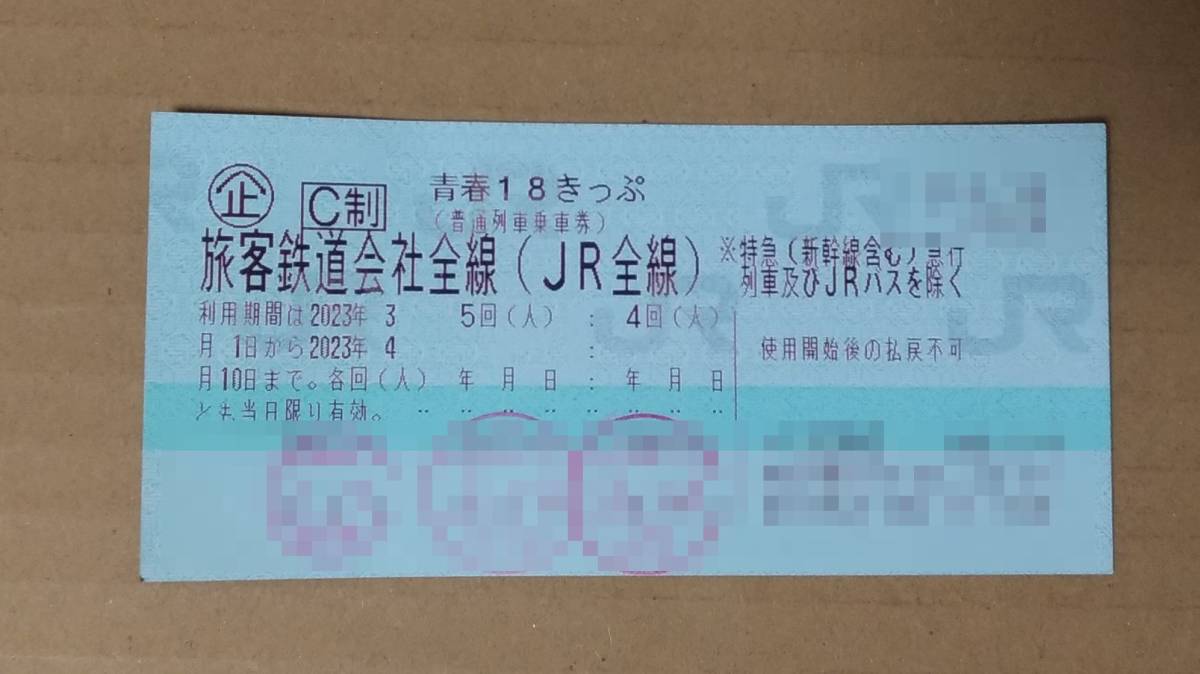 企 C制 青春18きっぷ
(普通列車乗車券)
旅客鉄道会社全線(JR全線)
※特急(新幹線含む)急行
列車及びJRバスを除く
利用期間は2023年3
月 1日から2023年4
月10日まで。各回(人)
とも当日限り有効。
5回(人) : 4回(人)
:
年 月 日 : 年 月 日
使用開始後の払戻不可